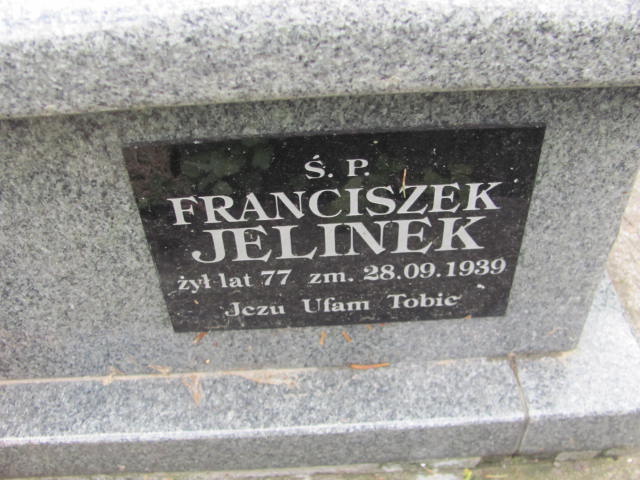 Ś. P.
FRANCISZEK
JELINEK
żył lat 77 zm. 28.09.1939
Jezu Ufam Tobie